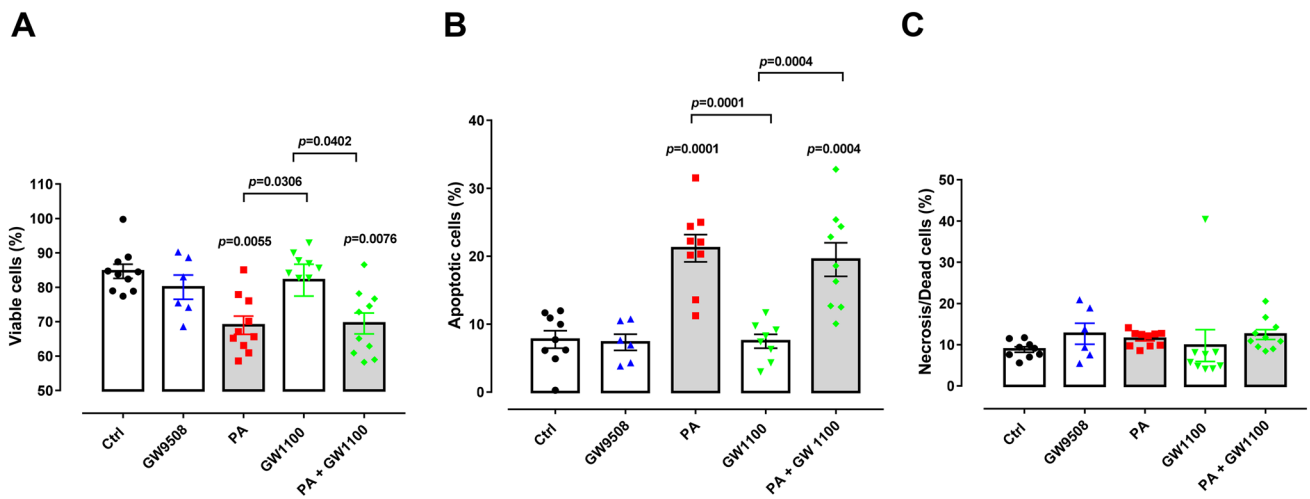 A
B
C
Viable cells (%)
110
100
90
80
70
60
50
p=0.0402
p=0.0306
p=0.0055
p=0.0076
Ctrl
GW9508
PA
GW1100
PA + GW1100
Apoptotic cells (%)
40
30
20
10
0
p=0.0004
p=0.0001
p=0.0001
p=0.0004
Ctrl
GW9508
PA
GW1100
PA + GW 1100
Necrosis/Dead cells (%)
50
40
30
20
10
0
Ctrl
GW9508
PA
GW1100
PA + GW1100